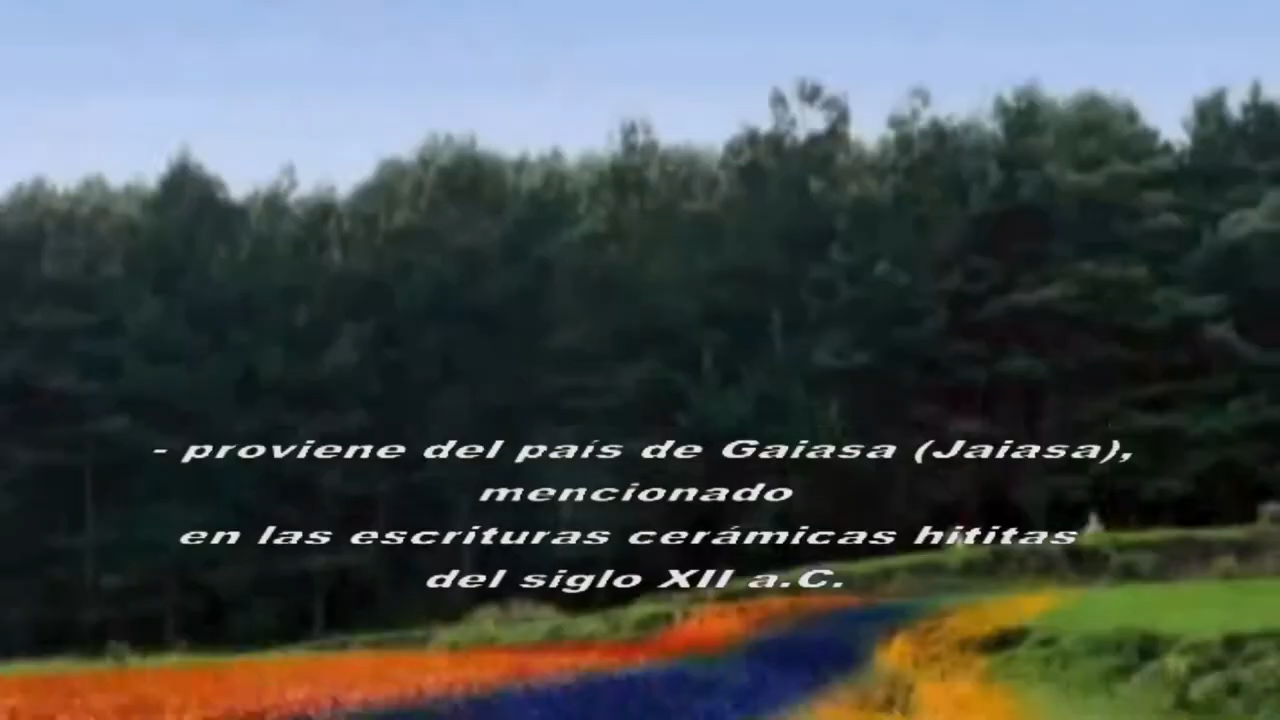 - proviene del país de Gaiasa (Jaiasa),
mencionado
en las escrituras cerámicas hititas
del siglo XII a.C.